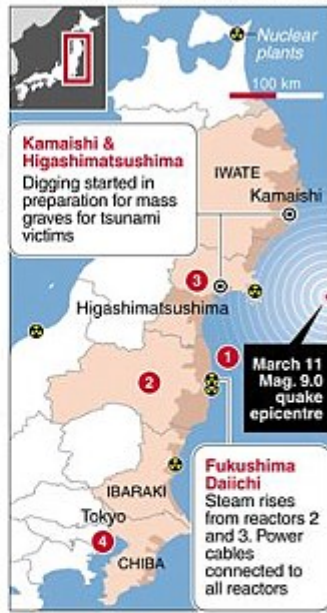 Nuclear
plants
100 km
Kamaishi &
Higashimatsushima
Digging started in
preparation for mass
graves for tsunami
victims
IWATE
Kamaishi
3
Higashimatsushima
1
March 11
Mag. 9.0
quake
epicentre
2
Fukushima
Daiichi
Steam rises
from reactors 2
and 3. Power
cables
connected to
all reactors
IBARAKI
Tokyo
4
CHIBA